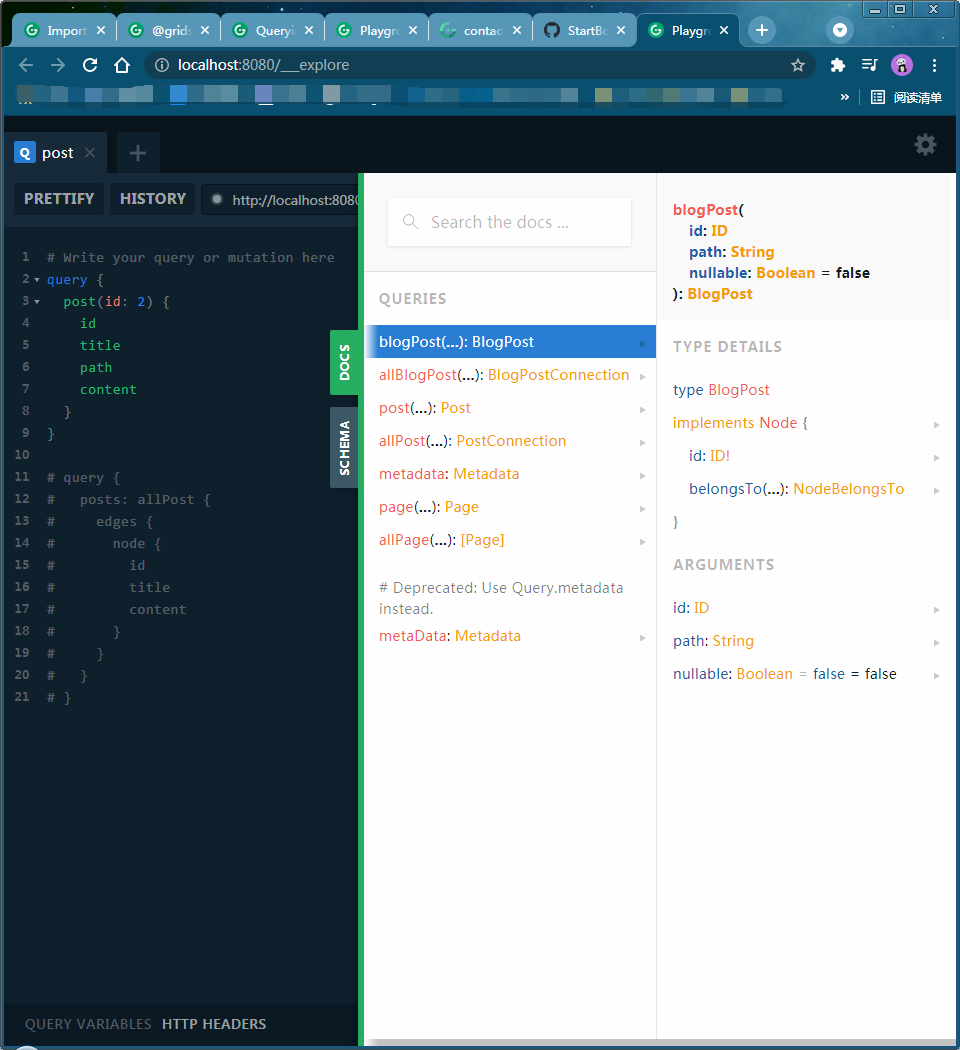 Import
@grids
Queryi
Playgr
contac
StartBo
Playgr
localhost:8080/___explore
»
阅读清单
Q post
PRETTIFY HISTORY http://localhost:8080
1 # Write your query or mutation here
2 query {
3 post(id: 2) {
4 id
5 title
6 path
7 content
8 }
9 }
10
11 # query {
12 # posts: allPost {
13 # edges {
14 # node {
15 # id
16 # title
17 # content
18 # }
19 # }
20 # }
21 # }
QUERY VARIABLES HTTP HEADERS
DOCS
SCHEMA
Search the docs ...
QUERIES
blogPost(...): BlogPost
allBlogPost(...): BlogPostConnection
post(...): Post
allPost(...): PostConnection
metadata: Metadata
page(...): Page
allPage(...): [Page]
# Deprecated: Use Query.metadata
instead.
metaData: Metadata
blogPost(
id: ID
path: String
nullable: Boolean = false
): BlogPost
TYPE DETAILS
type BlogPost
implements Node {
id: ID!
belongsTo(...): NodeBelongsTo
}
ARGUMENTS
id: ID
path: String
nullable: Boolean = false = false